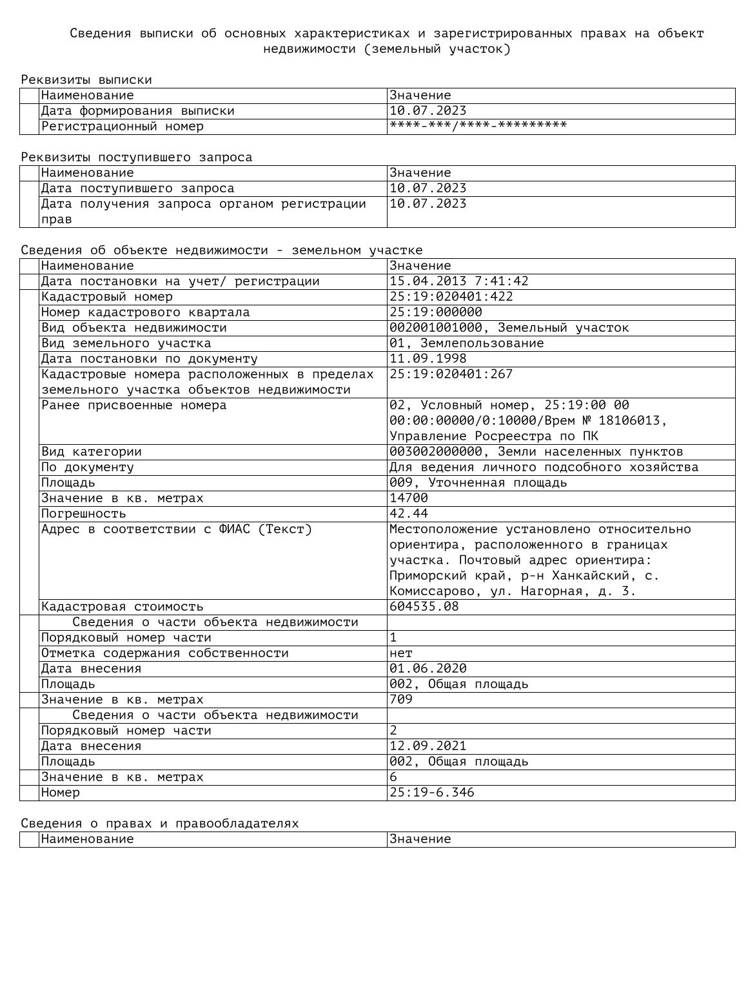 Сведения выписки об основных характеристиках и зарегистрированных правах на объект
недвижимости (земельный участок)
Реквизиты выписки
Наименование Значение
Дата формирования выписки 10.07.2023
Регистрационный номер ****-***/****-*********
Реквизиты поступившего запроса
Наименование Значение
Дата поступившего запроса 10.07.2023
Дата получения запроса органом регистрации 10.07.2023
прав
Сведения об объекте недвижимости - земельном участке
Наименование Значение
Дата постановки на учет/ регистрации 15.04.2013 7:41:42
Кадастровый номер 25:19:020401:422
Номер кадастрового квартала 25:19:000000
Вид объекта недвижимости 002001001000, Земельный участок
Вид земельного участка 01, Землепользование
Дата постановки по документу 11.09.1998
Кадастровые номера расположенных в пределах 25:19:020401:267
земельного участка объектов недвижимости
Ранее присвоенные номера 02, Условный номер, 25:19:00 00
00:00:00000/0:10000/Врем № 18106013,
Управление Росреестра по ПК
Вид категории 003002000000, Земли населенных пунктов
По документу Для ведения личного подсобного хозяйства
Площадь 009, Уточненная площадь
Значение в кв. метрах 14700
Погрешность 42.44
Адрес в соответствии с ФИАС (Текст) Местоположение установлено относительно
ориентира, расположенного в границах
участка. Почтовый адрес ориентира:
Приморский край, р-н Ханкайский, с.
Комиссарово, ул. Нагорная, д. 3.
Кадастровая стоимость 604535.08
Сведения о части объекта недвижимости
Порядковый номер части 1
Отметка содержания собственности нет
Дата внесения 01.06.2020
Площадь 002, Общая площадь
Значение в кв. метрах 709
Сведения о части объекта недвижимости
Порядковый номер части 2
Дата внесения 12.09.2021
Площадь 002, Общая площадь
Значение в кв. метрах 6
Номер 25:19-6.346
Сведения о правах и правообладателях
Наименование Значение